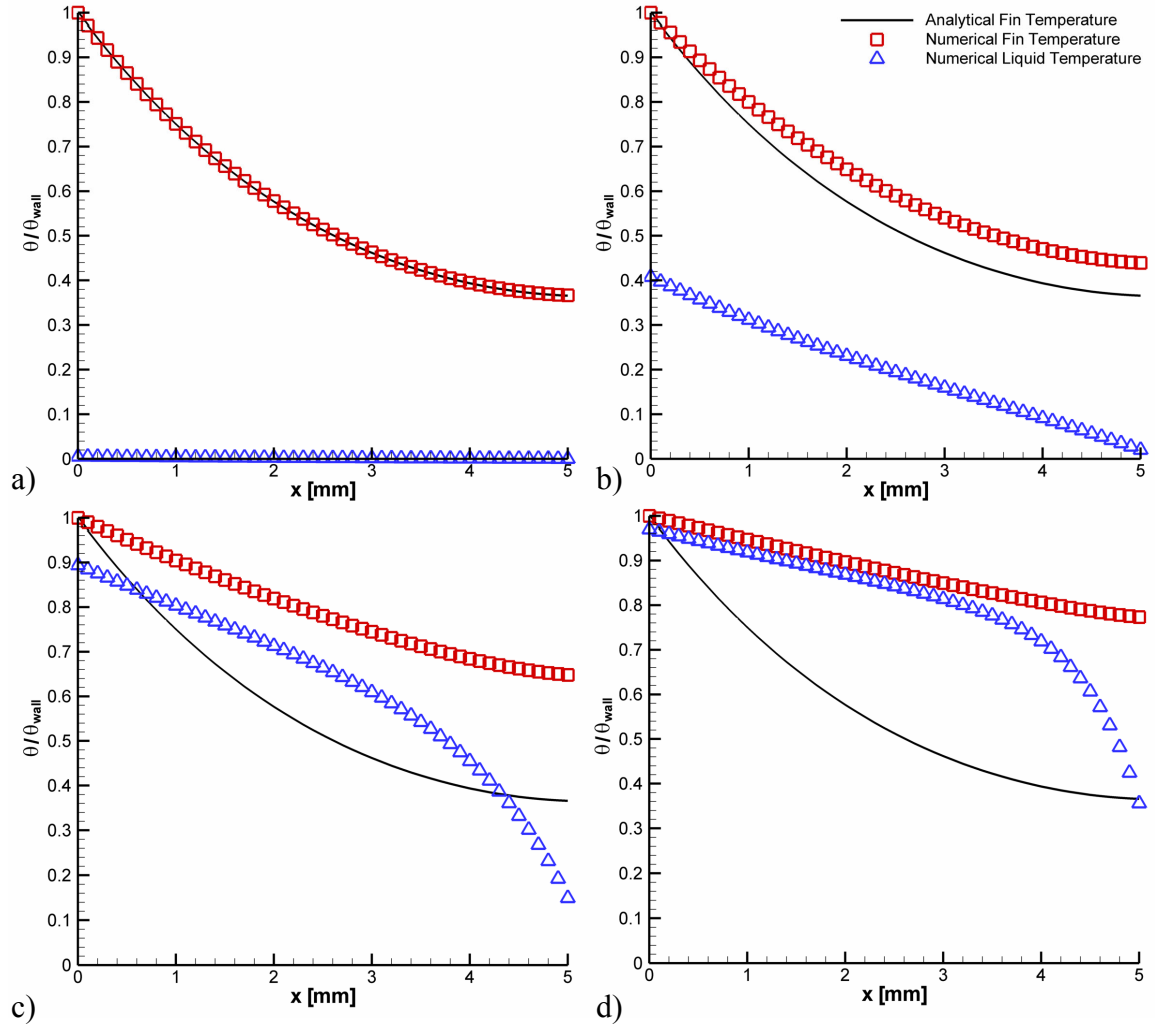 Analytical Fin Temperature
Numerical Fin Temperature
Numerical Liquid Temperature
1
0.9
0.8
0.7
0.6
0.5
0.4
0.3
0.2
0.1
0
θ/θwall
0 1 2 3 4 5
x [mm]
a)
1
0.9
0.8
0.7
0.6
0.5
0.4
0.3
0.2
0.1
0
θ/θwall
0 1 2 3 4 5
x [mm]
b)
1
0.9
0.8
0.7
0.6
0.5
0.4
0.3
0.2
0.1
0
θ/θwall
0 1 2 3 4 5
x [mm]
c)
1
0.9
0.8
0.7
0.6
0.5
0.4
0.3
0.2
0.1
0
θ/θwall
0 1 2 3 4 5
x [mm]
d)